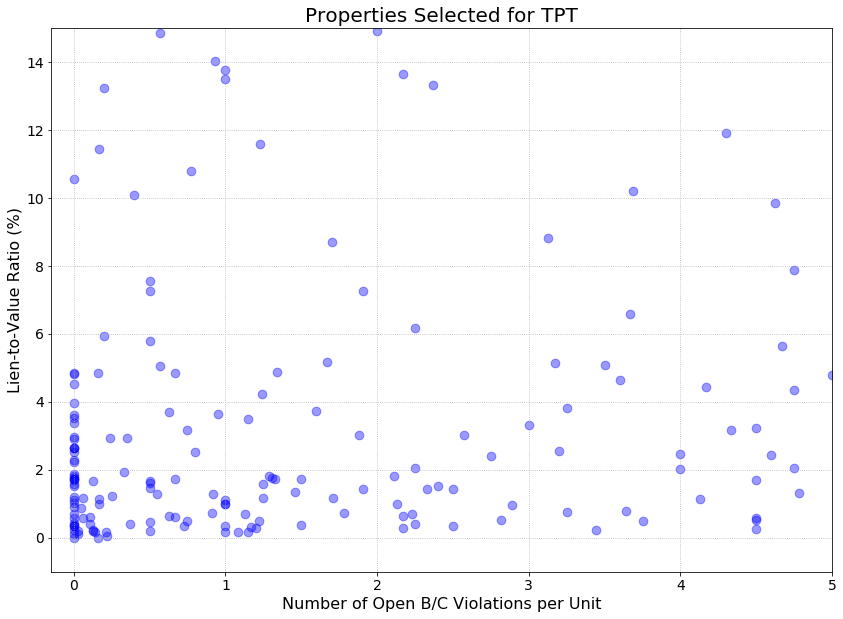 Properties Selected for TPT
Lien-to-Value Ratio (%)
14
12
10
8
6
4
2
0
0 1 2 3 4 5
Number of Open B/C Violations per Unit